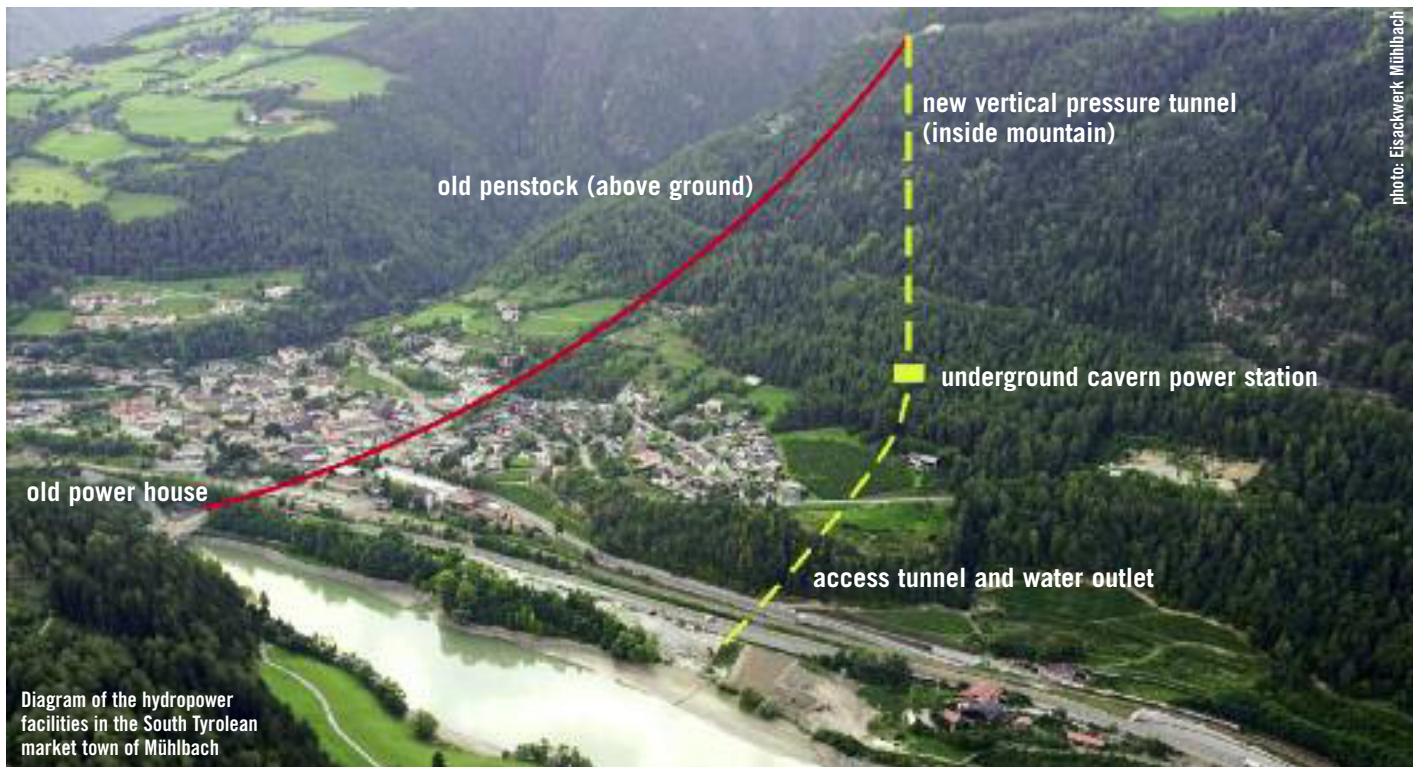 photo: Eisackwerk Mühlbach
new vertical pressure tunnel
(inside mountain)
old penstock (above ground)
underground cavern power station
old power house
access tunnel and water outlet
Diagram of the hydropower
facilities in the South Tyrolean
market town of Mühlbach